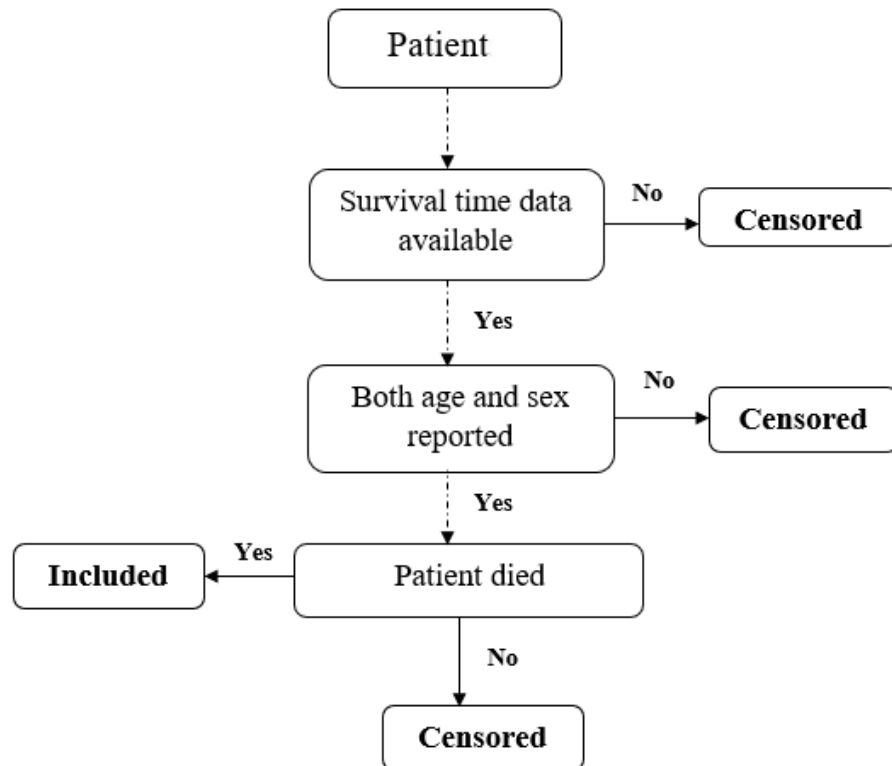 Patient
Survival time data
available
No
Censored
Yes
Both age and sex
reported
No
Censored
Yes
Patient died
Yes
Included
No
Censored